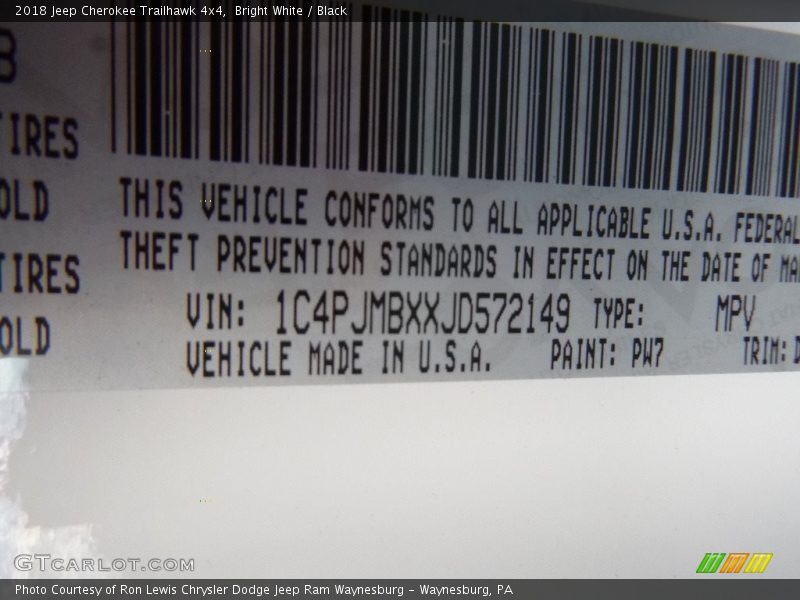 2018 Jeep Cherokee Trailhawk 4x4, Bright White / Black
TIRES
OLD
TIRES
OLD
THIS VEHICLE CONFORMS TO ALL APPLICABLE U.S.A. FEDERAL
THEFT PREVENTION STANDARDS IN EFFECT ON THE DATE OF MA
VIN: 1C4PJMBXXJD572149 TYPE: MPV
VEHICLE MADE IN U.S.A. PAINT: PW7 TRIM:
GTCARLOT.COM
Photo Courtesy of Ron Lewis Chrysler Dodge Jeep Ram Waynesburg - Waynesburg, PA